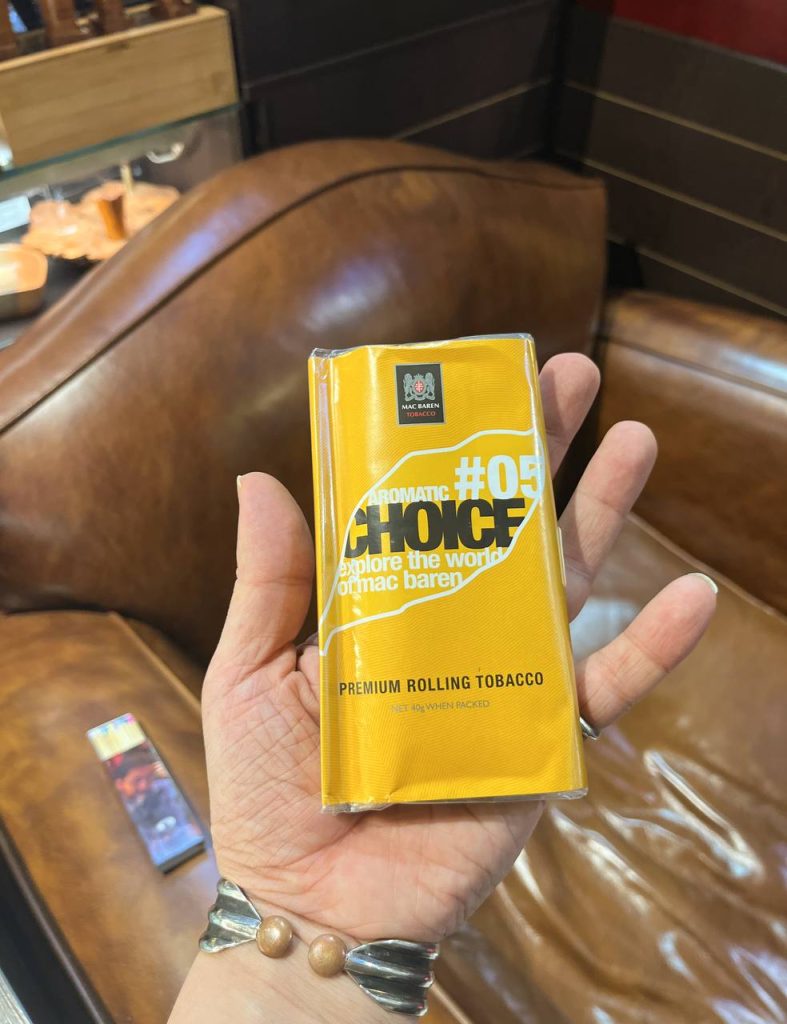 MAC BAREN
TOBACCO
#05
AROMATIC
CHOICE
explore the world
of mac baren
PREMIUM ROLLING TOBACCO
NET 40g WHEN PACKED